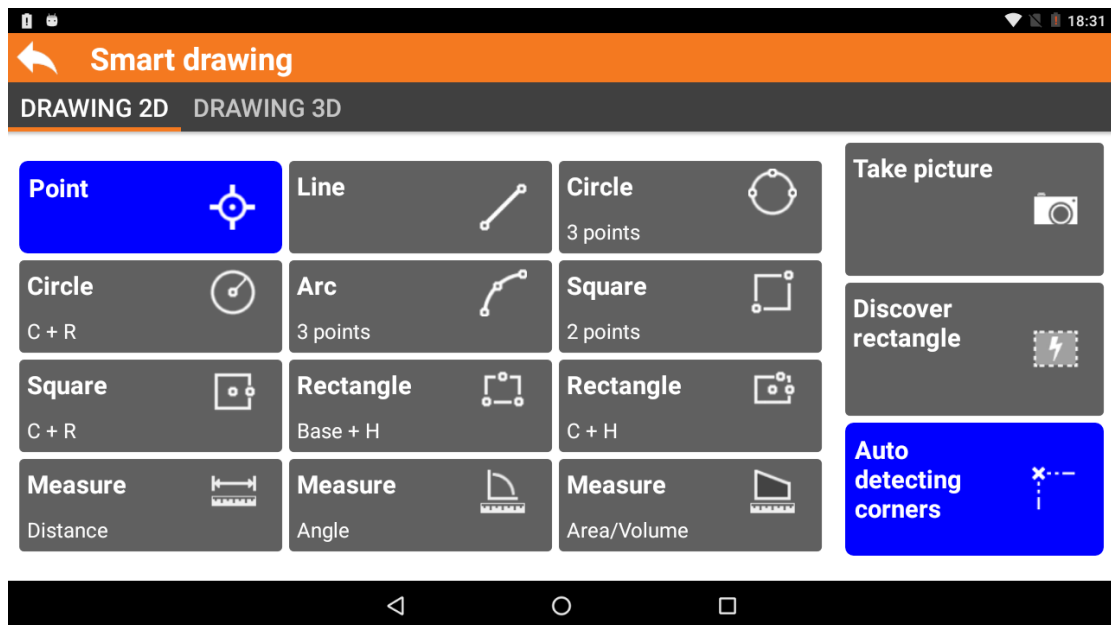 18:31
Smart drawing
DRAWING 2D DRAWING 3D
Point
Line
Circle
3 points
Circle
C + R
Arc
3 points
Square
2 points
Square
C + R
Rectangle
Base + H
Rectangle
C + H
Measure
Distance
Measure
Angle
Measure
Area/Volume
Take picture
Discover
rectangle
Auto
detecting
corners